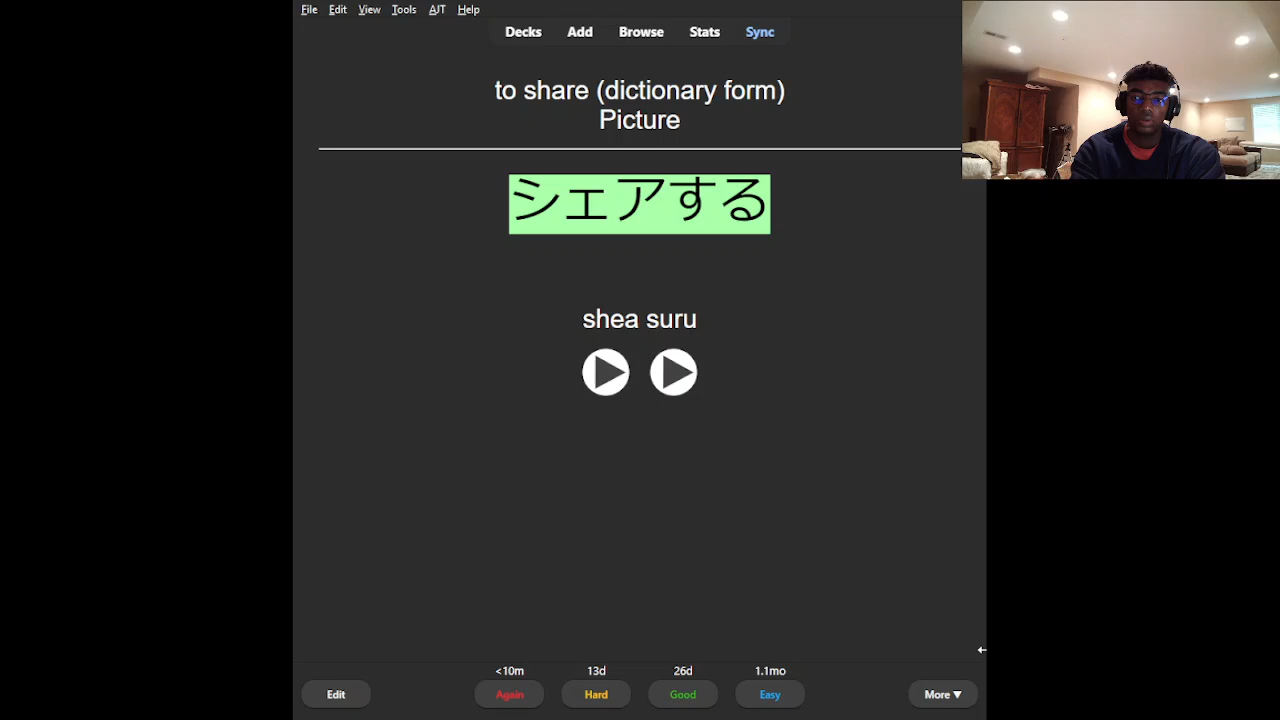 File Edit View Tools AJT Help
Decks Add Browse Stats Sync
to share (dictionary form)
Picture
シェアする
shea suru
<10m 13d 26d 1.1mo
Edit Again Hard Good Easy More ▼